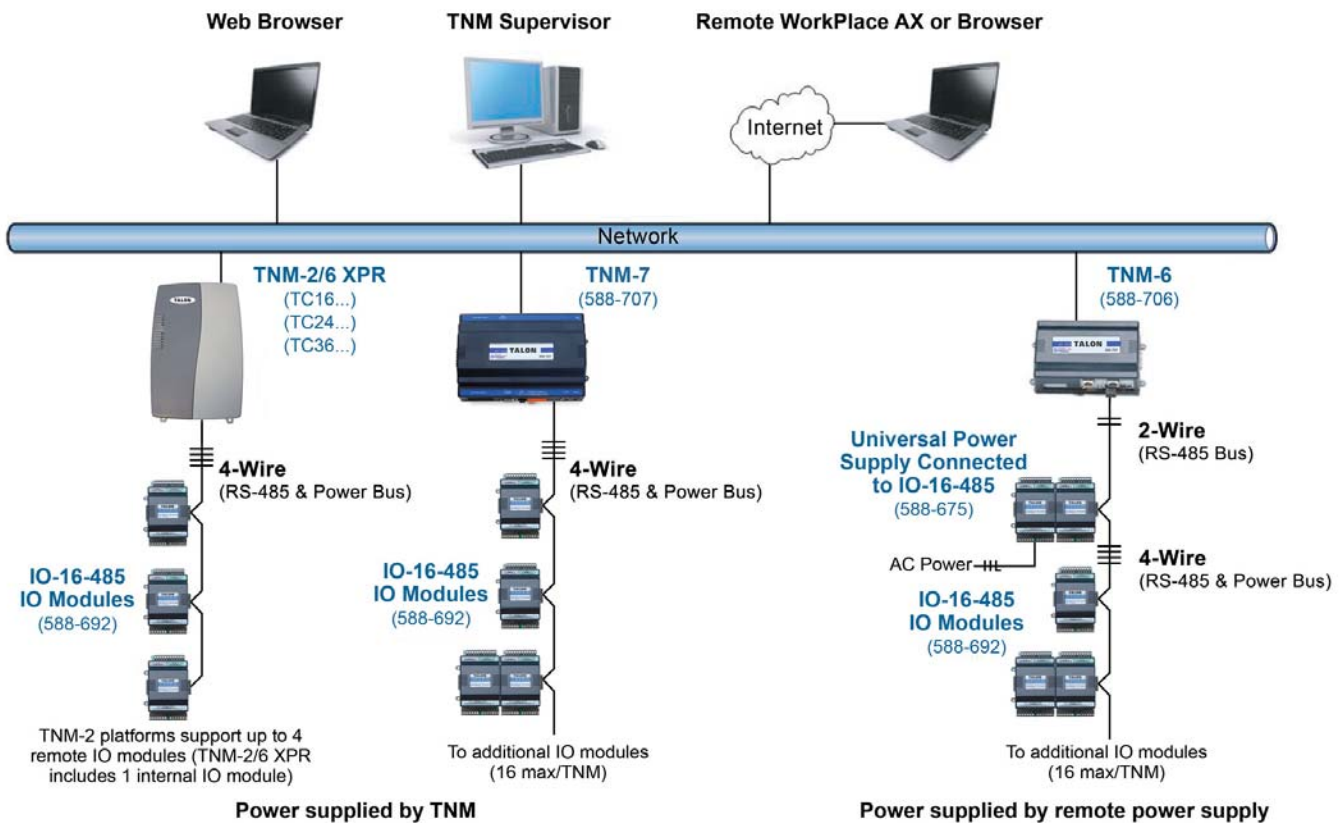 Web Browser
TNM Supervisor
Remote WorkPlace AX or Browser
Internet
Network
TNM-2/6 XPR
(TC16...)
(TC24...)
(TC36...)
TNM-7
(588-707)
TNM-6
(588-706)
TALON
TALON
TALON
4-Wire
(RS-485 & Power Bus)
4-Wire
(RS-485 & Power Bus)
2-Wire
(RS-485 Bus)
Universal Power
Supply Connected
to IO-16-485
(588-675)
AC Power
4-Wire
(RS-485 & Power Bus)
IO-16-485
IO Modules
(588-692)
IO-16-485
IO Modules
(588-692)
IO-16-485
IO Modules
(588-692)
TNM-2 platforms support up to 4
remote IO modules (TNM-2/6 XPR
includes 1 internal IO module)
To additional IO modules
(16 max/TNM)
To additional IO modules
(16 max/TNM)
Power supplied by TNM
Power supplied by remote power supply